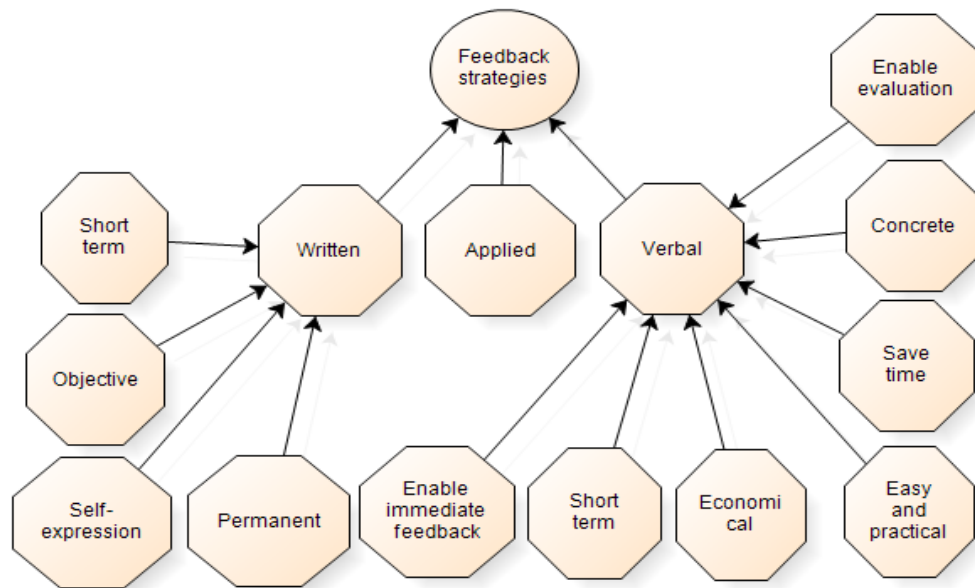 Feedback
strategies
Enable
evaluation
Short
term
Written
Applied
Verbal
Concrete
Objective
Save
time
Self-
expression
Permanent
Enable
immediate
feedback
Short
term
Economi
cal
Easy
and
practical